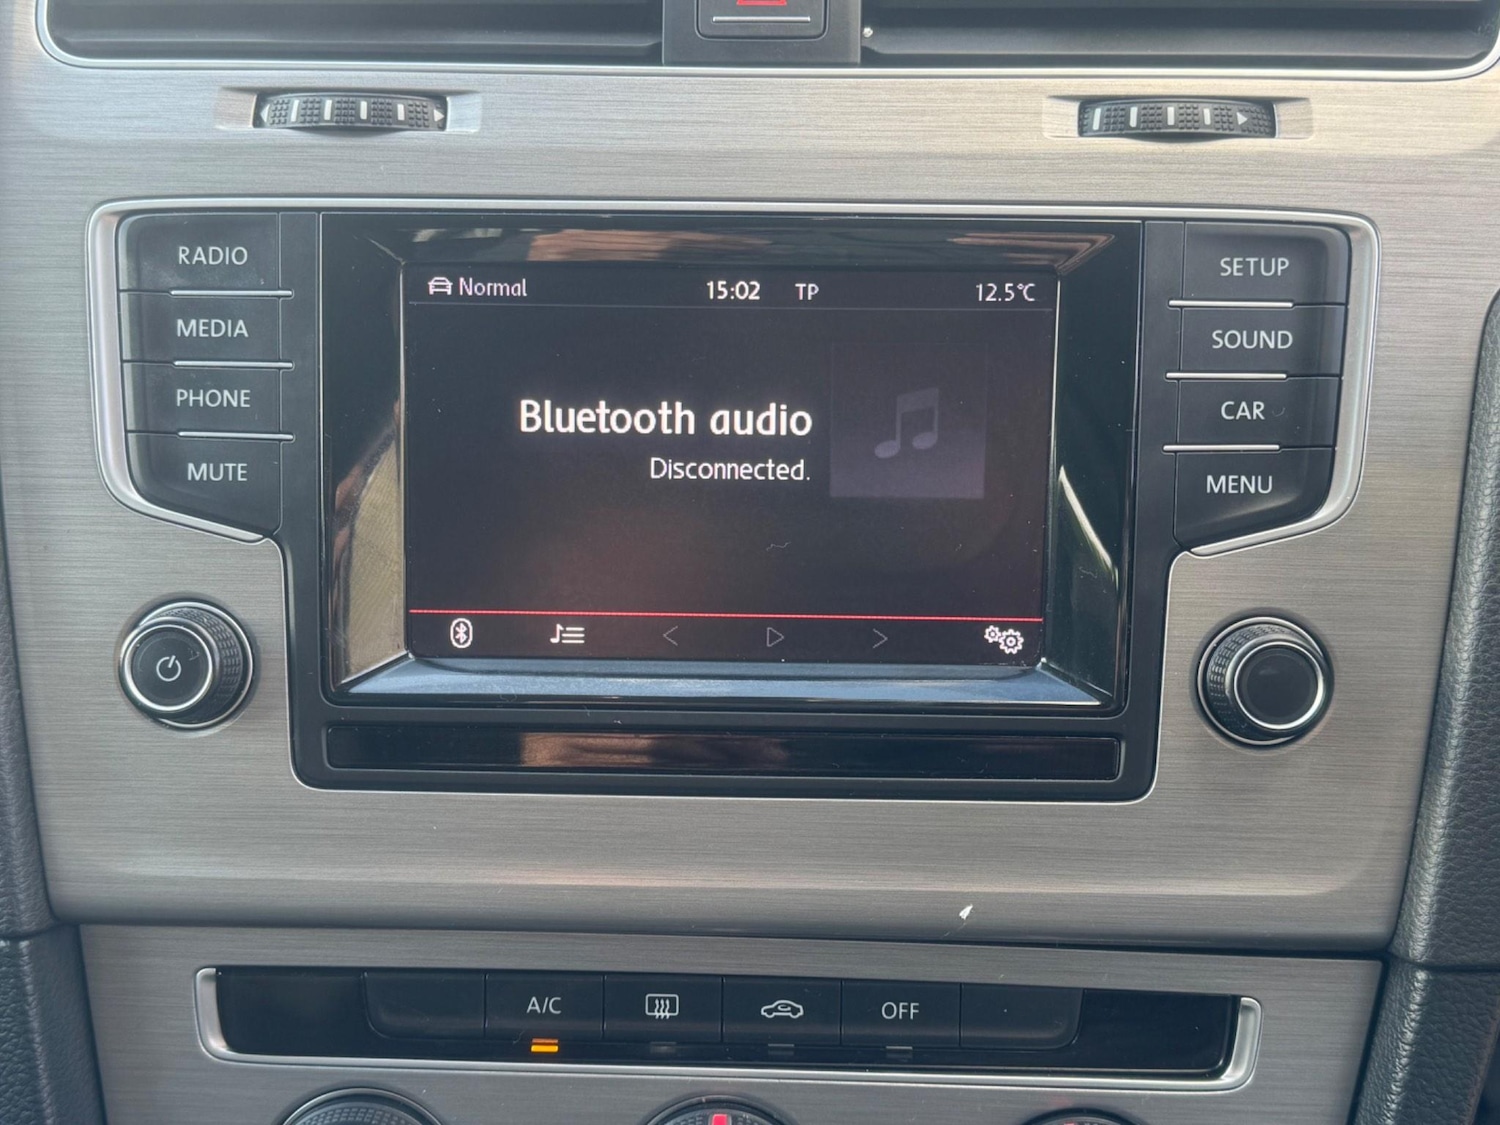 RADIO
MEDIA
PHONE
MUTE
Normal 15:02 TP 12.5°C
Bluetooth audio
Disconnected.
SETUP
SOUND
CAR
MENU
A/C OFF